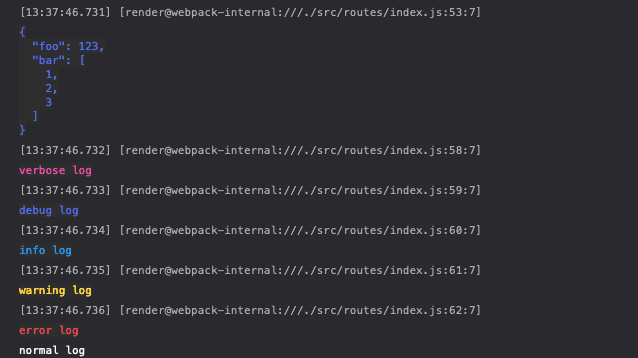 [13:37:46.731] [render@webpack-internal:///./src/routes/index.js:53:7]
{
  "foo": 123,
  "bar": [
    1,
    2,
    3
  ]
}
[13:37:46.732] [render@webpack-internal:///./src/routes/index.js:58:7]
verbose log
[13:37:46.733] [render@webpack-internal:///./src/routes/index.js:59:7]
debug log
[13:37:46.734] [render@webpack-internal:///./src/routes/index.js:60:7]
info log
[13:37:46.735] [render@webpack-internal:///./src/routes/index.js:61:7]
warning log
[13:37:46.736] [render@webpack-internal:///./src/routes/index.js:62:7]
error log
normal log